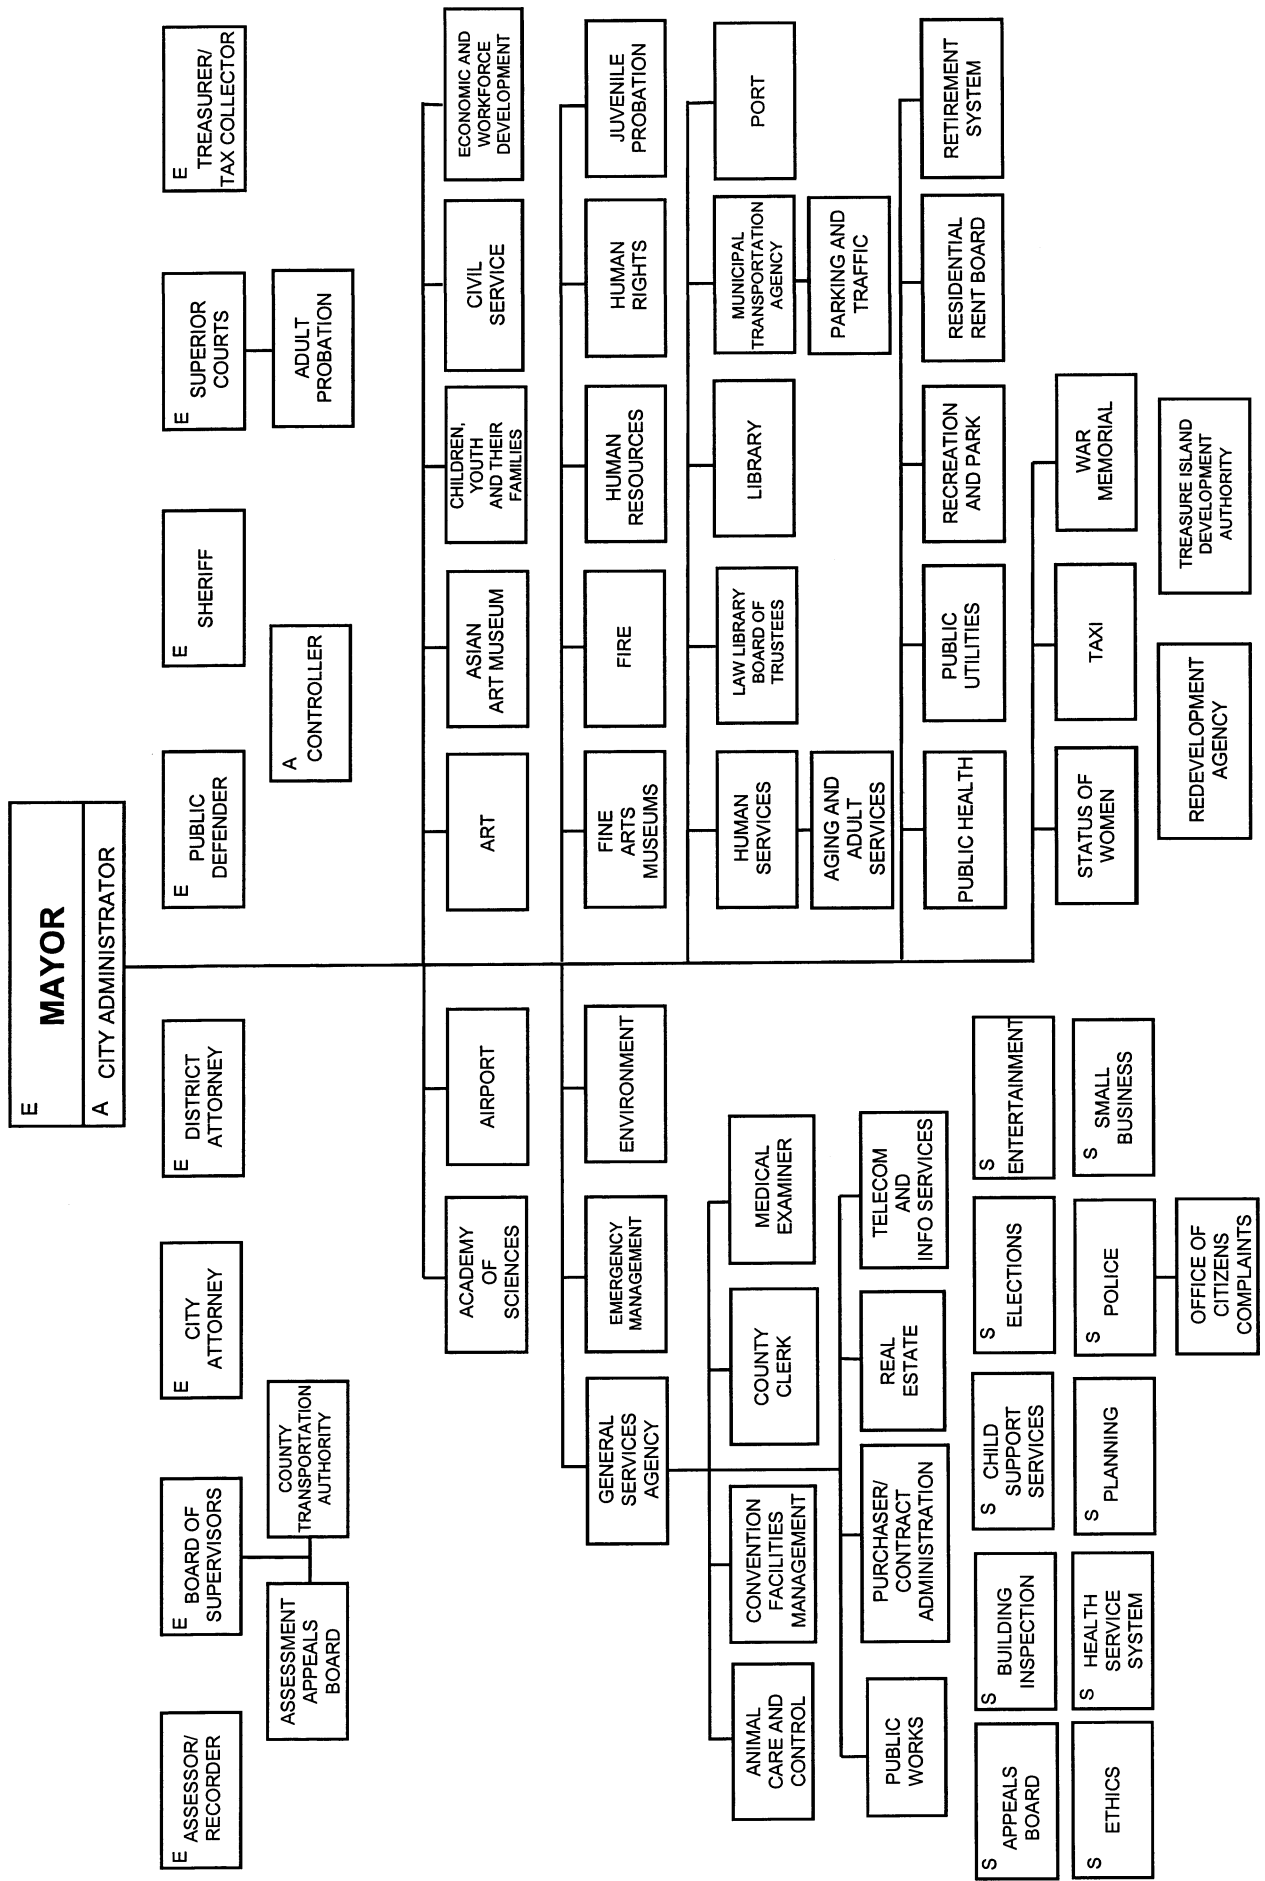 E
MAYOR
A CITY ADMINISTRATOR
E ASSESSOR/
RECORDER
E BOARD OF
SUPERVISORS
E CITY
ATTORNEY
E DISTRICT
ATTORNEY
E PUBLIC
DEFENDER
E SHERIFF
E SUPERIOR
COURTS
E TREASURER/
TAX COLLECTOR
ASSESSMENT
APPEALS
BOARD
COUNTY
TRANSPORTATION
AUTHORITY
A CONTROLLER
ADULT
PROBATION
ACADEMY
OF
SCIENCES
AIRPORT
ART
ASIAN
ART MUSEUM
CHILDREN,
YOUTH
AND THEIR
FAMILIES
CIVIL
SERVICE
ECONOMIC AND
WORKFORCE
DEVELOPMENT
GENERAL
SERVICES
AGENCY
EMERGENCY
MANAGEMENT
ENVIRONMENT
FINE
ARTS
MUSEUMS
FIRE
HUMAN
RESOURCES
HUMAN
RIGHTS
JUVENILE
PROBATION
ANIMAL
CARE AND
CONTROL
CONVENTION
FACILITIES
MANAGEMENT
COUNTY
CLERK
MEDICAL
EXAMINER
HUMAN
SERVICES
LAW LIBRARY
BOARD OF
TRUSTEES
LIBRARY
MUNICIPAL
TRANSPORTATION
AGENCY
PORT
AGING AND
ADULT
SERVICES
PARKING AND
TRAFFIC
PUBLIC
WORKS
PURCHASER/
CONTRACT
ADMINISTRATION
REAL
ESTATE
TELECOM
AND
INFO SERVICES
PUBLIC HEALTH
PUBLIC
UTILITIES
RECREATION
AND PARK
RESIDENTIAL
RENT BOARD
RETIREMENT
SYSTEM
S APPEALS
BOARD
S BUILDING
INSPECTION
S CHILD
SUPPORT
SERVICES
S ELECTIONS
S
ENTERTAINMENT
STATUS OF
WOMEN
TAXI
WAR
MEMORIAL
S ETHICS
S HEALTH
SERVICE
SYSTEM
S PLANNING
S POLICE
S SMALL
BUSINESS
OFFICE OF
CITIZENS
COMPLAINTS
REDEVELOPMENT
AGENCY
TREASURE ISLAND
DEVELOPMENT
AUTHORITY